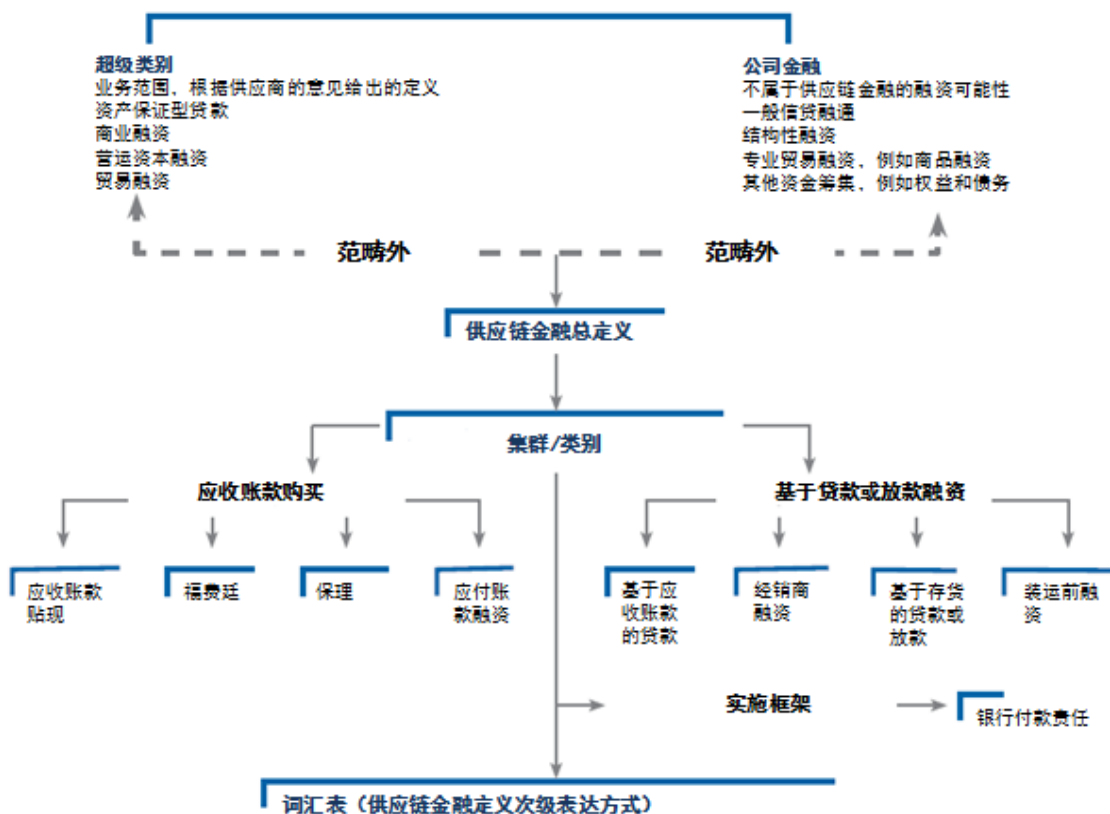 超级类别
业务范围、根据供应商的意见给出的定义
资产保证型贷款
商业融资
营运资本融资
贸易融资
公司金融
不属于供应链金融的融资可能性
一般信贷融通
结构性融资
专业贸易融资、例如商品融资
其他资金筹集、例如权益和债务
范畴外
范畴外
供应链金融总定义
集群/类别
应收账款购买
基于贷款或放款融资
应收账款
贴现
福费廷
保理
应付账
款融资
基于应
收账款
的贷款
经销商
融资
基于存货
的贷款或
放款
装运前融
资
实施框架
银行付款责任
词汇表（供应链金融定义次级表达方式）